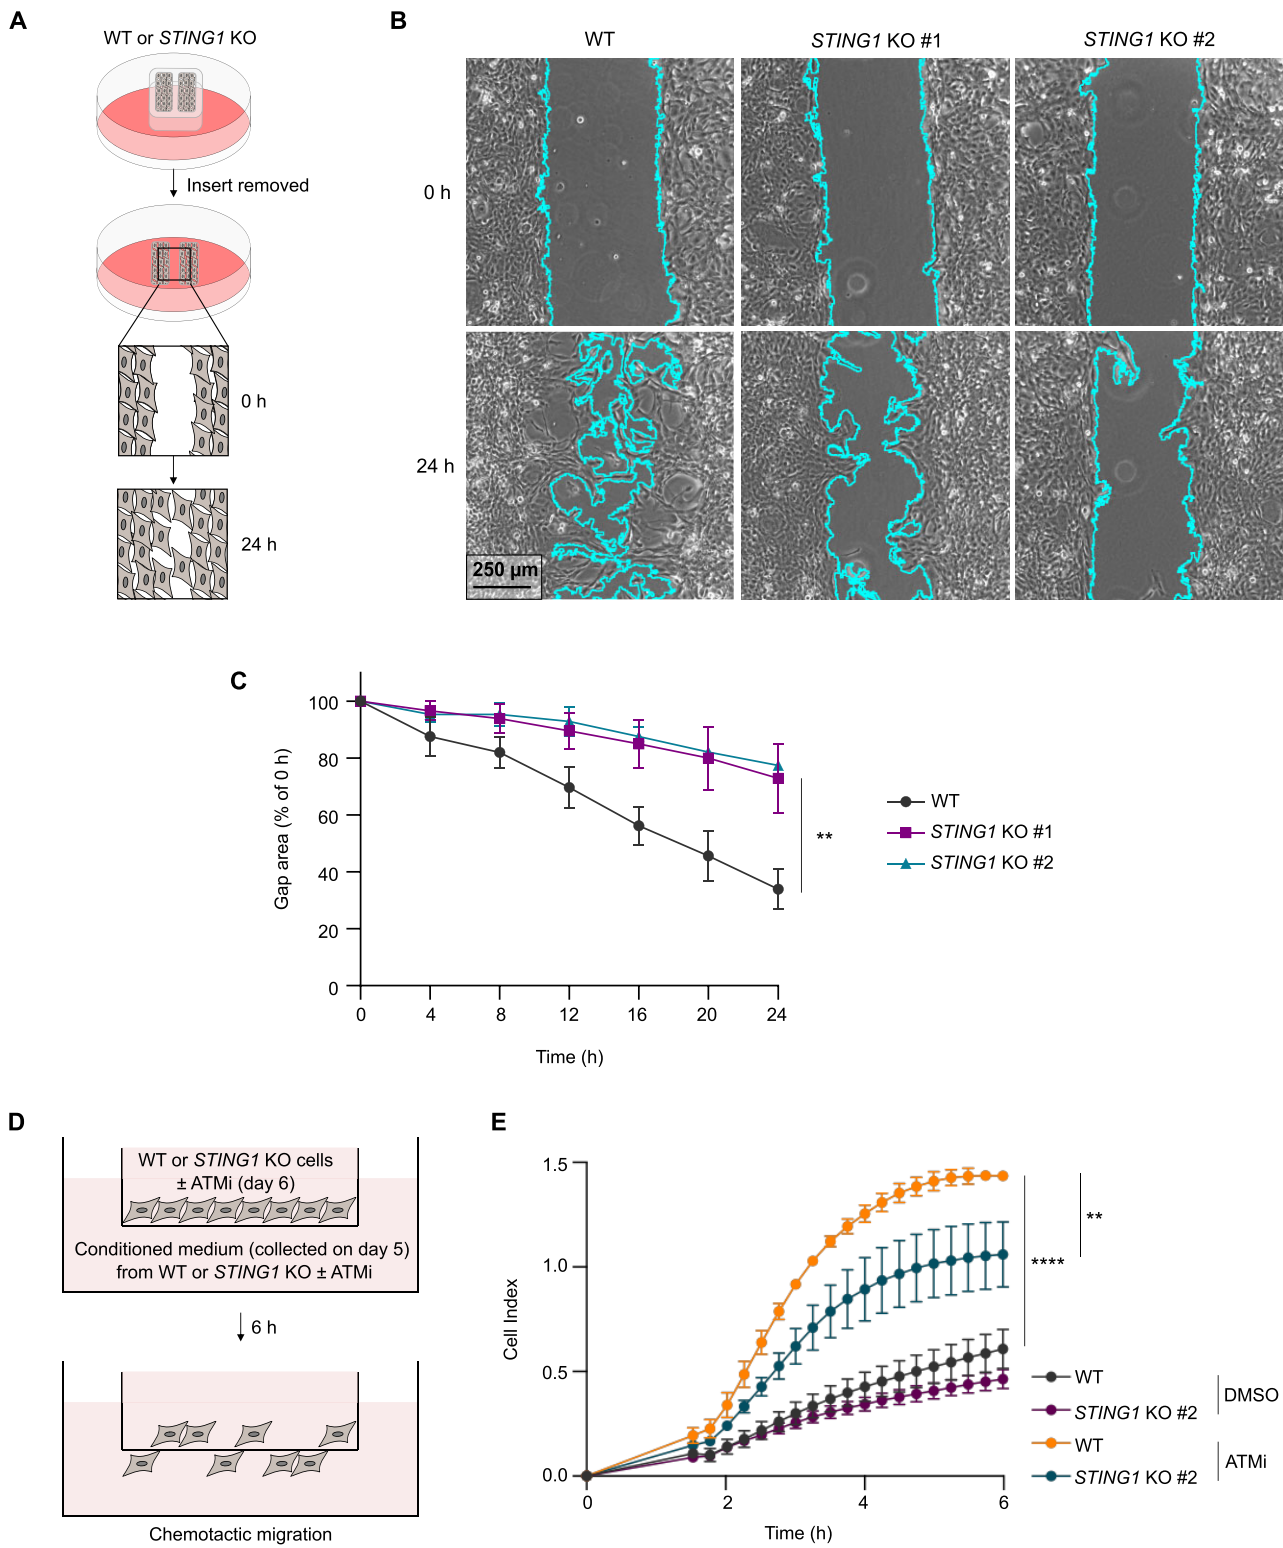 A
WT or STING1 KO
Insert removed
0 h
24 h
B
WT
STING1 KO #1
STING1 KO #2
0 h
24 h
250 µm
C
100
80
60
40
20
0
Gap area (% of 0 h)
0 4 8 12 16 20 24
Time (h)
**
WT
STING1 KO #1
STING1 KO #2
D
WT or STING1 KO cells
± ATMi (day 6)
Conditioned medium (collected on day 5)
from WT or STING1 KO ± ATMi
6 h
Chemotactic migration
E
1.5
1.0
0.5
0.0
Cell Index
0 2 4 6
Time (h)
**
****
WT
STING1 KO #2
DMSO
WT
STING1 KO #2
ATMi